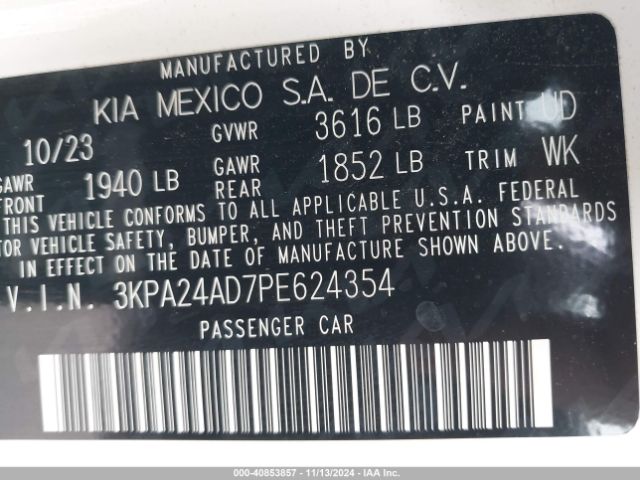 MANUFACTURED BY
KIA MEXICO S.A. DE C.V.
10/23 GVWR 3616 LB PAINT UD
GAWR FRONT 1940 LB GAWR REAR 1852 LB TRIM WK
THIS VEHICLE CONFORMS TO ALL APPLICABLE U.S.A. FEDERAL
OR VEHICLE SAFETY, BUMPER, AND THEFT PREVENTION STANDARDS
IN EFFECT ON THE DATE OF MANUFACTURE SHOWN ABOVE.
V.I.N. 3KPA24AD7PE624354
PASSENGER CAR
000-40853857 - 11/13/2024 - IAA Inc.